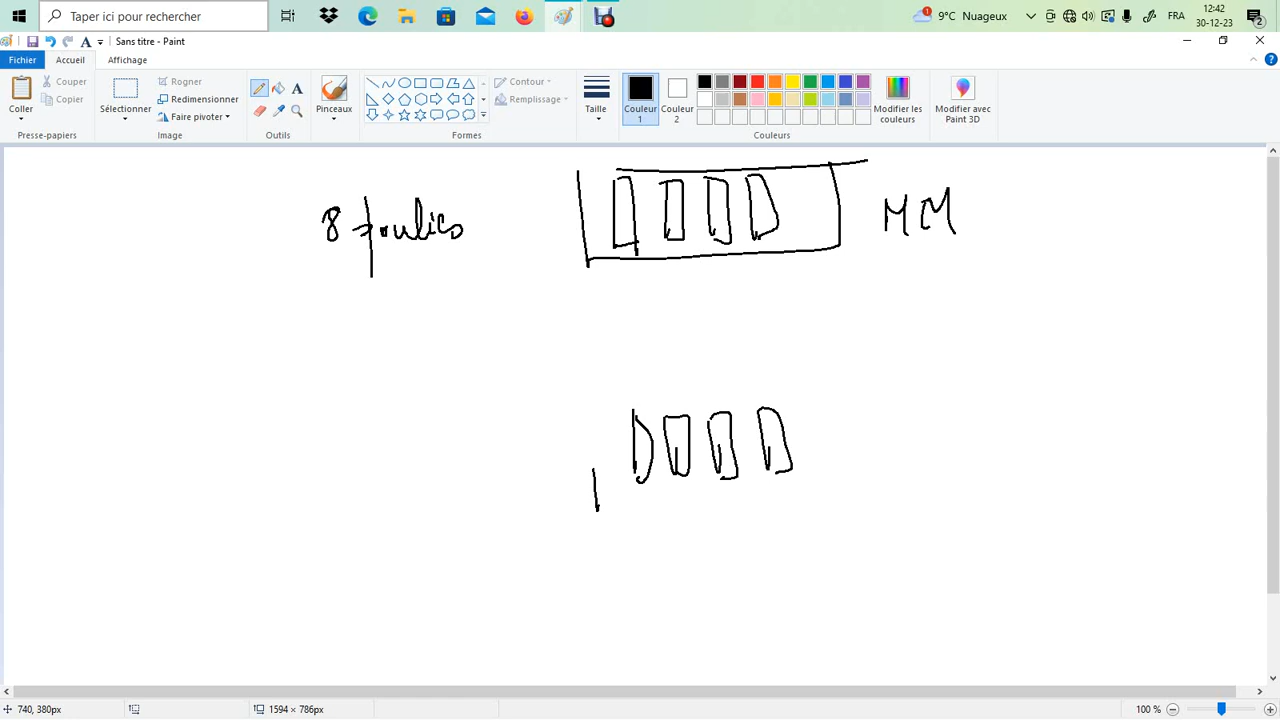 Taper ici pour rechercher
9°C Nuageux
FRA
12:42
30-12-23
2
Sans titre - Paint
Fichier
Accueil
Affichage
Coller
Couper
Copier
Presse-papiers
Sélectionner
Rogner
Redimensionner
Faire pivoter
Image
A
Outils
Pinceaux
Formes
Contour
Remplissage
Taille
Couleur 1
Couleur 2
Couleurs
Modifier les couleurs
Modifier avec Paint 3D
8 poulies
MM
740, 380px
1594 × 786px
100 %